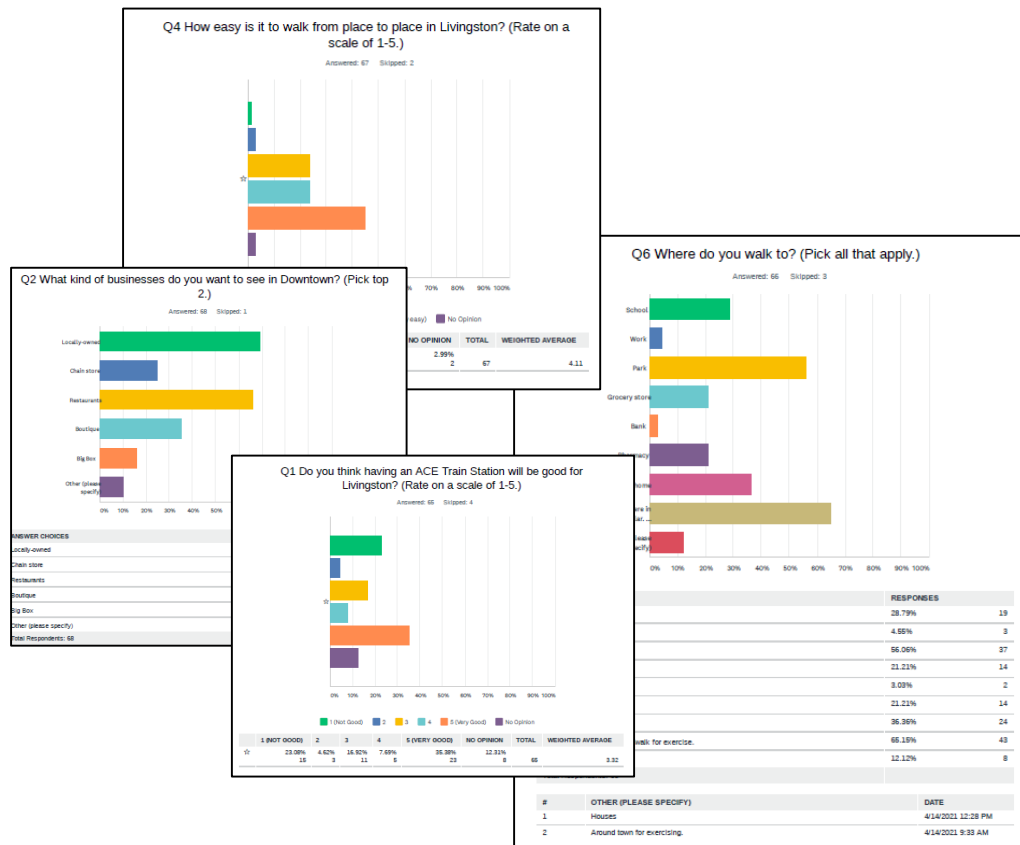 Q4 How easy is it to walk from place to place in Livingston? (Rate on a
scale of 1-5.)
Answered: 67 Skipped: 2
70% 80% 90% 100%
easy) No Opinion
NO OPINION TOTAL WEIGHTED AVERAGE
2.99%
2 67 4.11
Q2 What kind of businesses do you want to see in Downtown? (Pick top
2.)
Answered: 68 Skipped: 1
Locally-owned
Chain store
Restaurants
Boutique
Big Box
Other (please
specify)
0% 10% 20% 30% 40% 50%
ANSWER CHOICES
Locally-owned
Chain store
Restaurants
Boutique
Big Box
Other (please specify)
Total Respondents: 68
Q1 Do you think having an ACE Train Station will be good for
Livingston? (Rate on a scale of 1-5.)
Answered: 65 Skipped: 4
0% 10% 20% 30% 40% 50% 60% 70% 80% 90% 100%
1 (Not Good) 2 3 4 5 (Very Good) No Opinion
1 (NOT GOOD) 2 3 4 5 (VERY GOOD) NO OPINION TOTAL WEIGHTED AVERAGE
23.08% 4.62% 16.92% 7.69% 35.38% 12.31%
15 3 11 5 23 8 65 3.32
Q6 Where do you walk to? (Pick all that apply.)
Answered: 66 Skipped: 3
School
Work
Park
Grocery store
Bank
home
ere in
lar. ...
lease
cify)
0% 10% 20% 30% 40% 50% 60% 70% 80% 90% 100%
RESPONSES
28.79% 19
4.55% 3
56.06% 37
21.21% 14
3.03% 2
21.21% 14
36.36% 24
walk for exercise. 65.15% 43
12.12% 8
# OTHER (PLEASE SPECIFY) DATE
1 Houses 4/14/2021 12:28 PM
2 Around town for exercising. 4/14/2021 9:33 AM